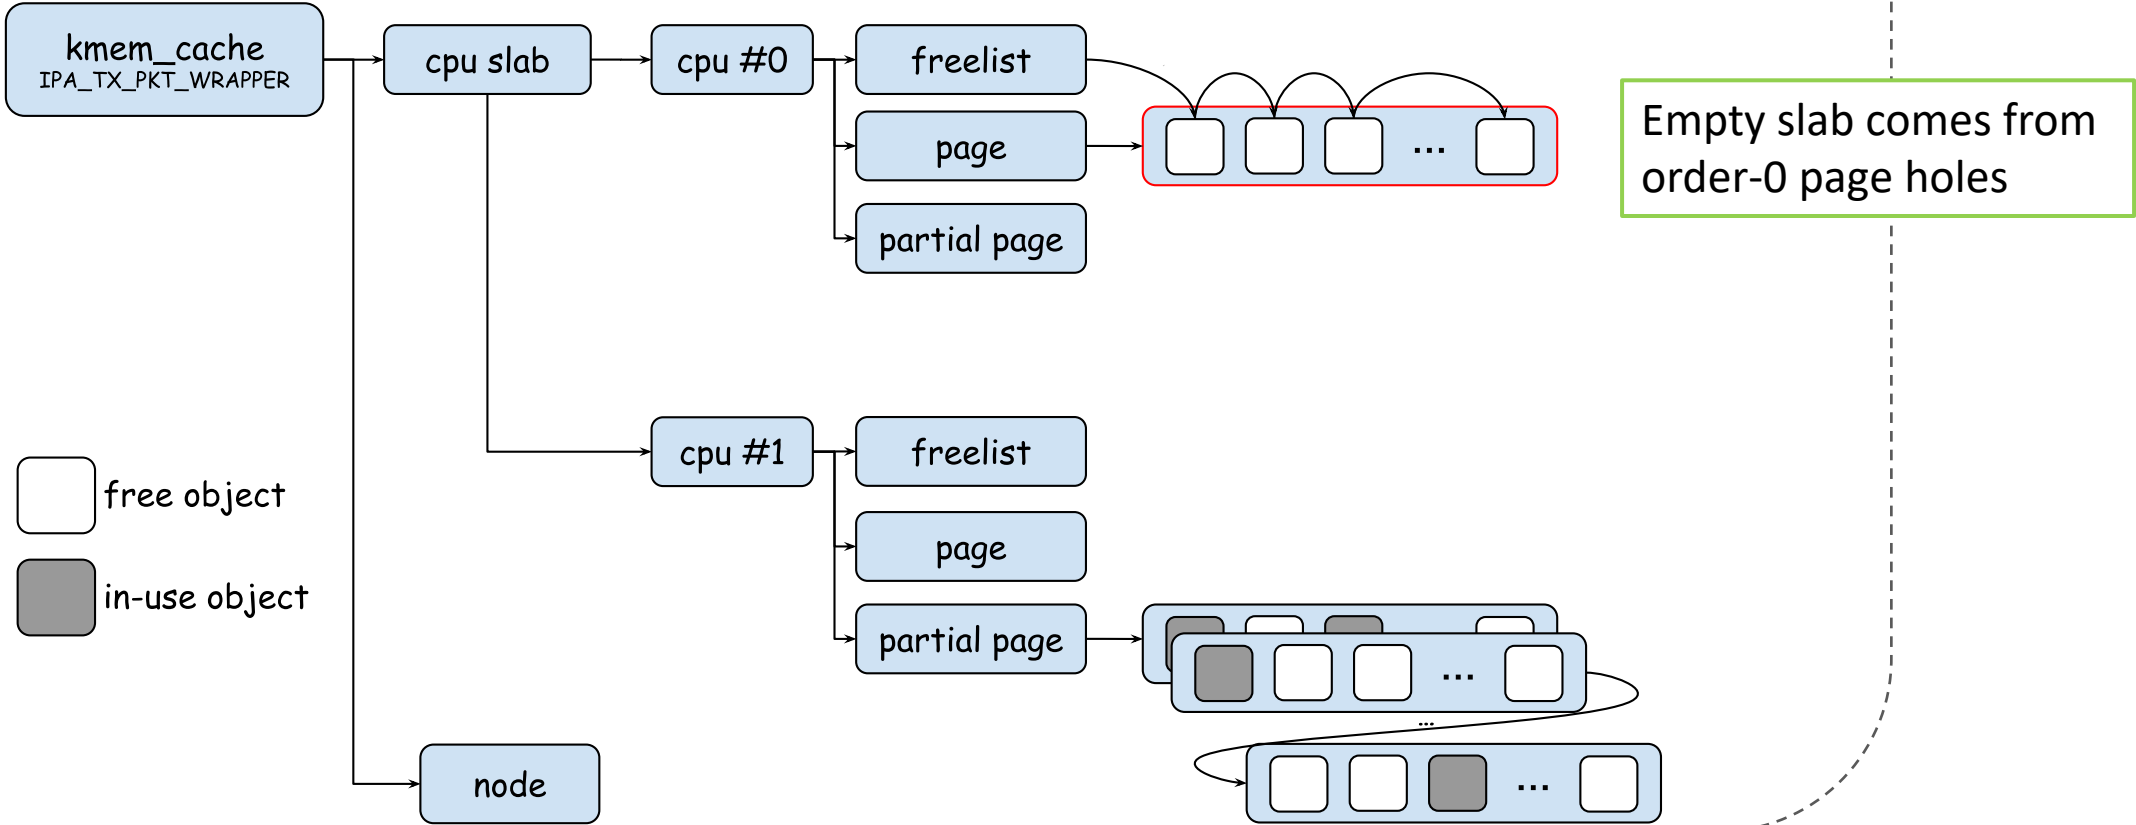 kmem_cache
IPA_TX_PKT_WRAPPER
cpu slab
cpu #0
freelist
page
...
partial page
Empty slab comes from
order-0 page holes
cpu #1
freelist
page
partial page
...
...
...
free object
in-use object
node